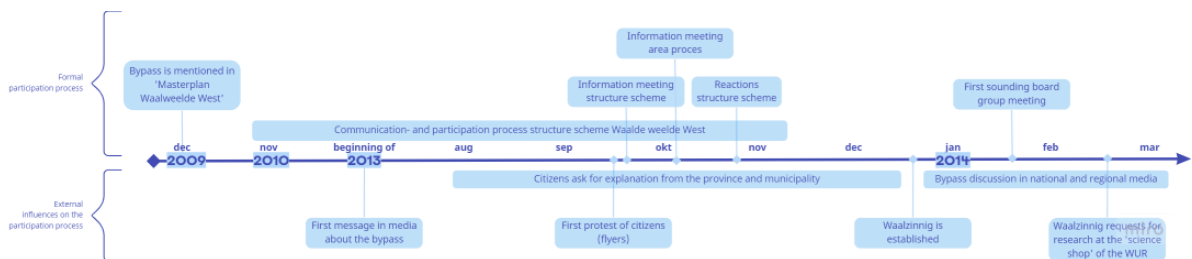 Information meeting
area proces
Formal
participation process
Bypass is mentioned in
'Masterplan
Waalweelde West'
Information meeting
structure scheme
Reactions
structure scheme
First sounding board
group meeting
Communication- and participation process structure scheme Waalde weelde West
dec
2009
nov
2010
beginning of
2013
aug
sep
okt
nov
dec
jan
2014
feb
mar
Citizens ask for explanation from the province and municipality
Bypass discussion in national and regional media
External
influences on the
participation process
First message in media
about the bypass
First protest of citizens
(flyers)
Waalzinnig is
established
Waalzinnig requests for
research at the 'science
shop' of the WUR
miro